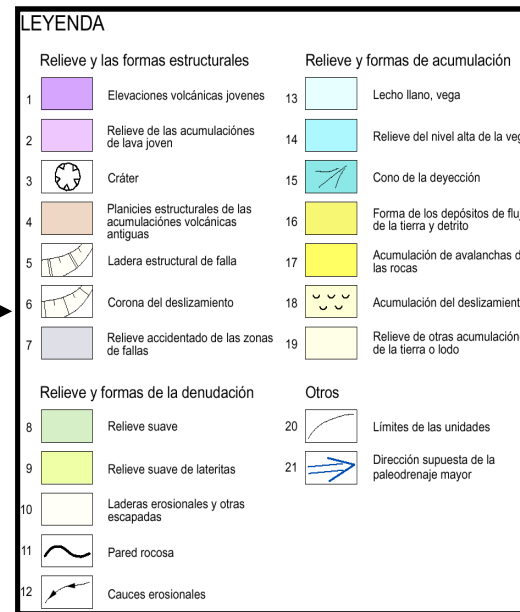 LEYENDA
Relieve y las formas estructurales
1 Elevaciones volcánicas jovenes
2 Relieve de las acumulaciónes
de lava joven
3 Cráter
4 Planicies estructurales de las
acumulaciónes volcánicas
antiguas
5 Ladera estructural de falla
6 Corona del deslizamiento
7 Relieve accidentado de las zonas
de fallas
Relieve y formas de la denudación
8 Relieve suave
9 Relieve suave de lateritas
10 Laderas erosionales y otras
escapadas
11 Pared rocosa
12 Cauces erosionales
Relieve y formas de acumulación
13 Lecho llano, vega
14 Relieve del nivel alta de la
15 Cono de la deyección
16 Forma de los depósitos de
de la tierra y detrito
17 Acumulación de avalanchas
las rocas
18 Acumulación del
19 Relieve de otras
de la tierra o lodo
Otros
20 Límites de las unidades
21 Dirección supuesta de la
paleodrenaje mayor